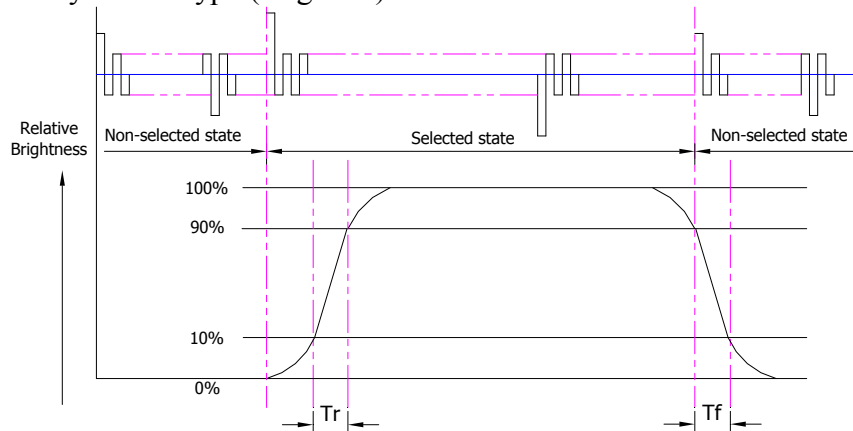 Non-selected state
Selected state
Non-selected state
Relative
Brightness
100%
90%
10%
0%
Tr
Tf